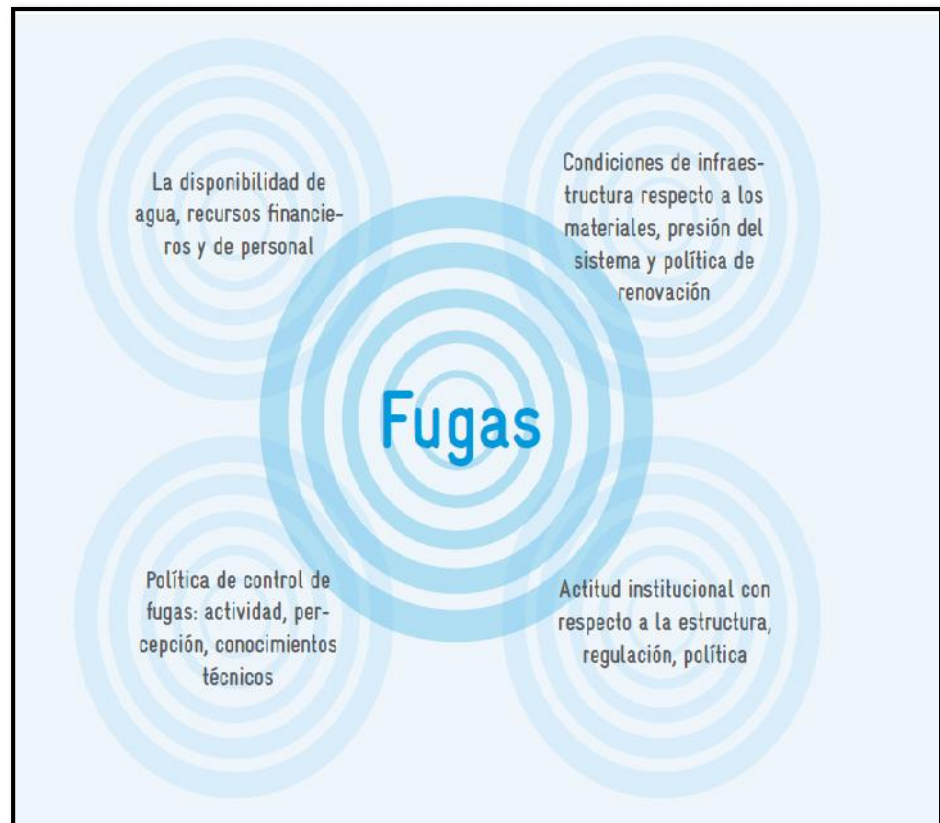 La disponibilidad de
agua, recursos financie-
ros y de personal
Condiciones de infraes-
tructura respecto a los
materiales, presión del
sistema y política de
renovación
Fugas
Política de control de
fugas: actividad, per-
cepción, conocimientos
técnicos
Actitud institucional con
respecto a la estructura,
regulación, política